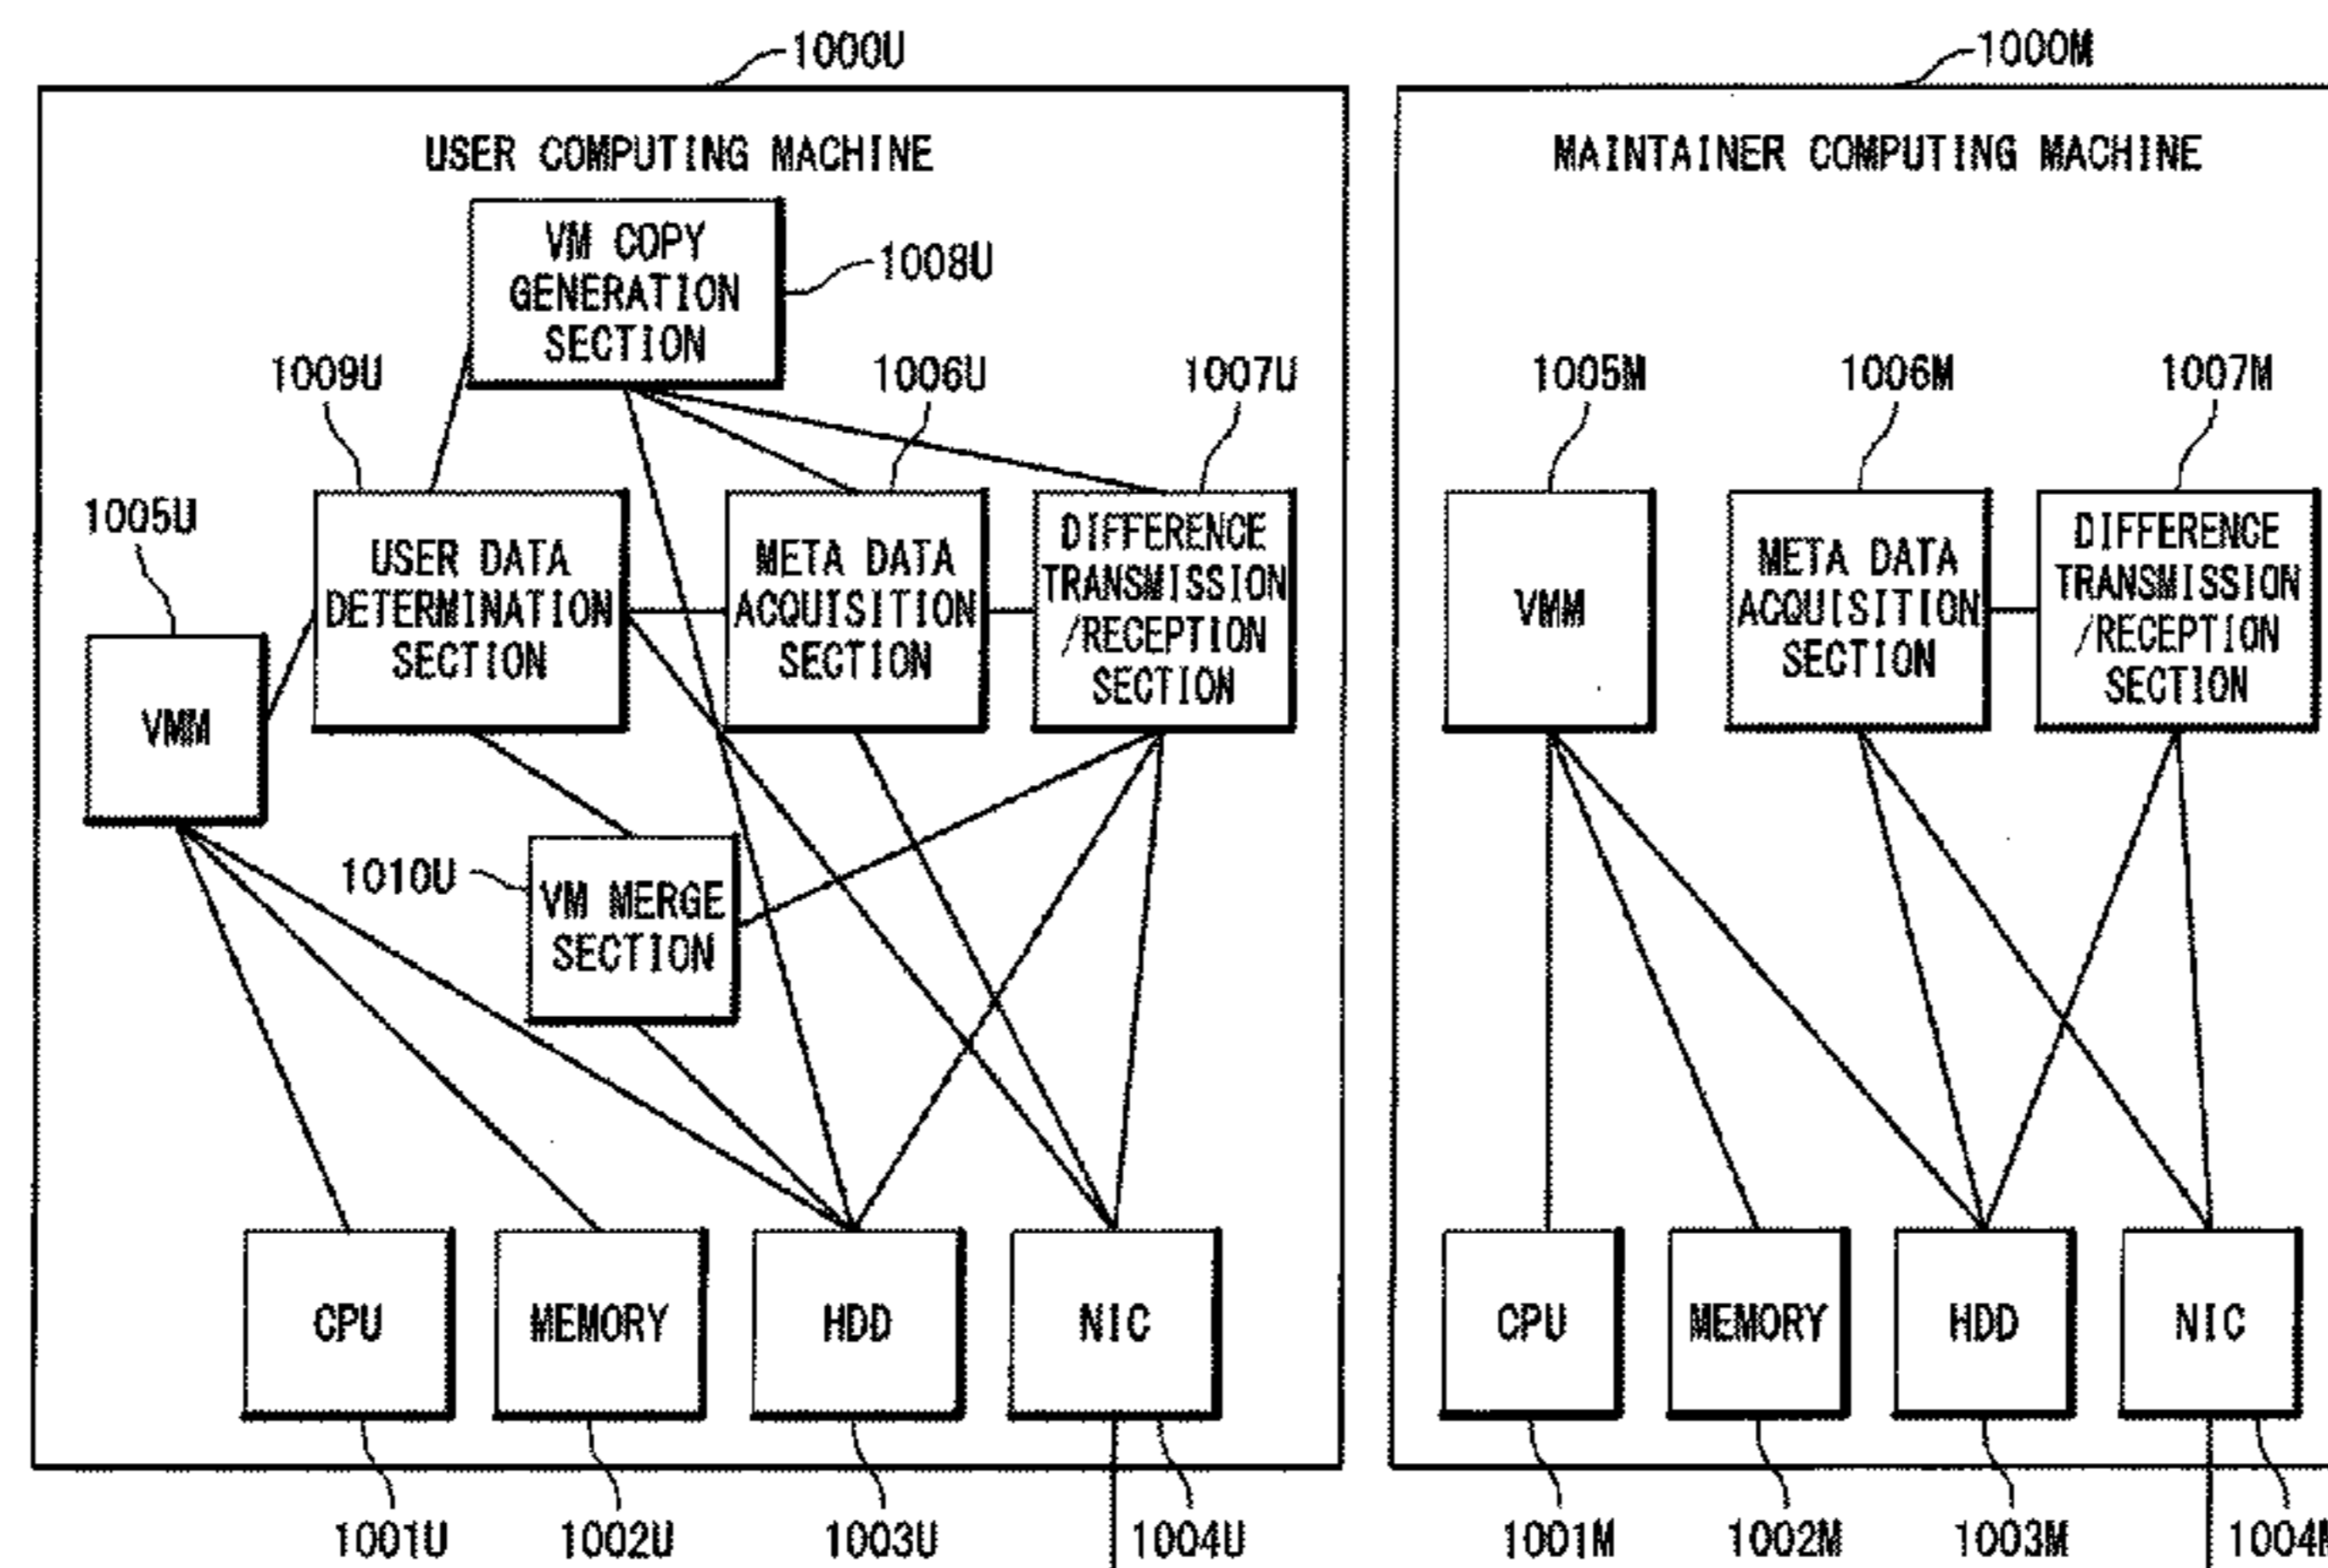 1000U
1000M
USER COMPUTING MACHINE
MAINTAINER COMPUTING MACHINE
VM COPY
GENERATION
SECTION
1008U
1009U
1006U
1007U
1005M
1006M
1007M
1005U
USER DATA
DETERMINATION
SECTION
META DATA
ACQUISITION
SECTION
DIFFERENCE
TRANSMISSION
/RECEPTION
SECTION
VMM
META DATA
ACQUISITION
SECTION
DIFFERENCE
TRANSMISSION
/RECEPTION
SECTION
VMM
1010U
VM MERGE
SECTION
CPU
MEMORY
HDD
NIC
CPU
MEMORY
HDD
NIC
1001U
1002U
1003U
1004U
1001M
1002M
1003M
1004M